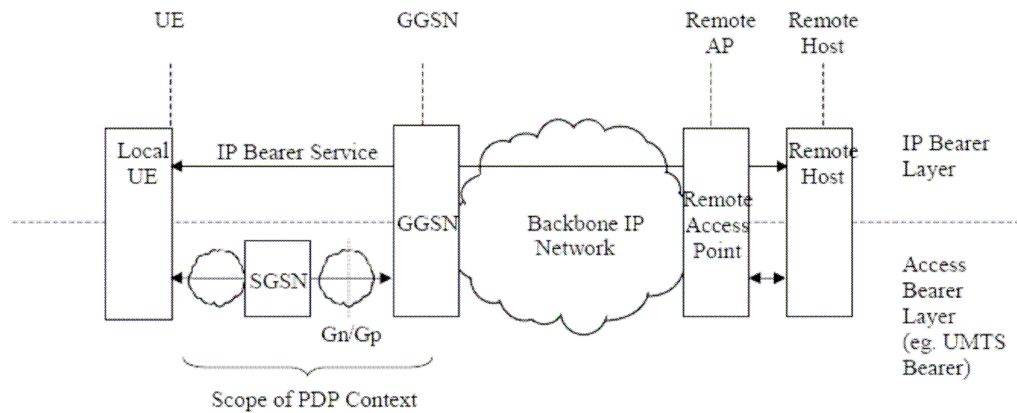 UE
GGSN
Remote
AP
Remote
Host
Local
UE
IP Bearer Service
Remote
Host
IP Bearer
Layer
GGSN
Backbone IP
Network
Remote
Access
Point
SGSN
Gn/Gp
Access
Bearer
Layer
(eg. UMTS
Bearer)
Scope of PDP Context